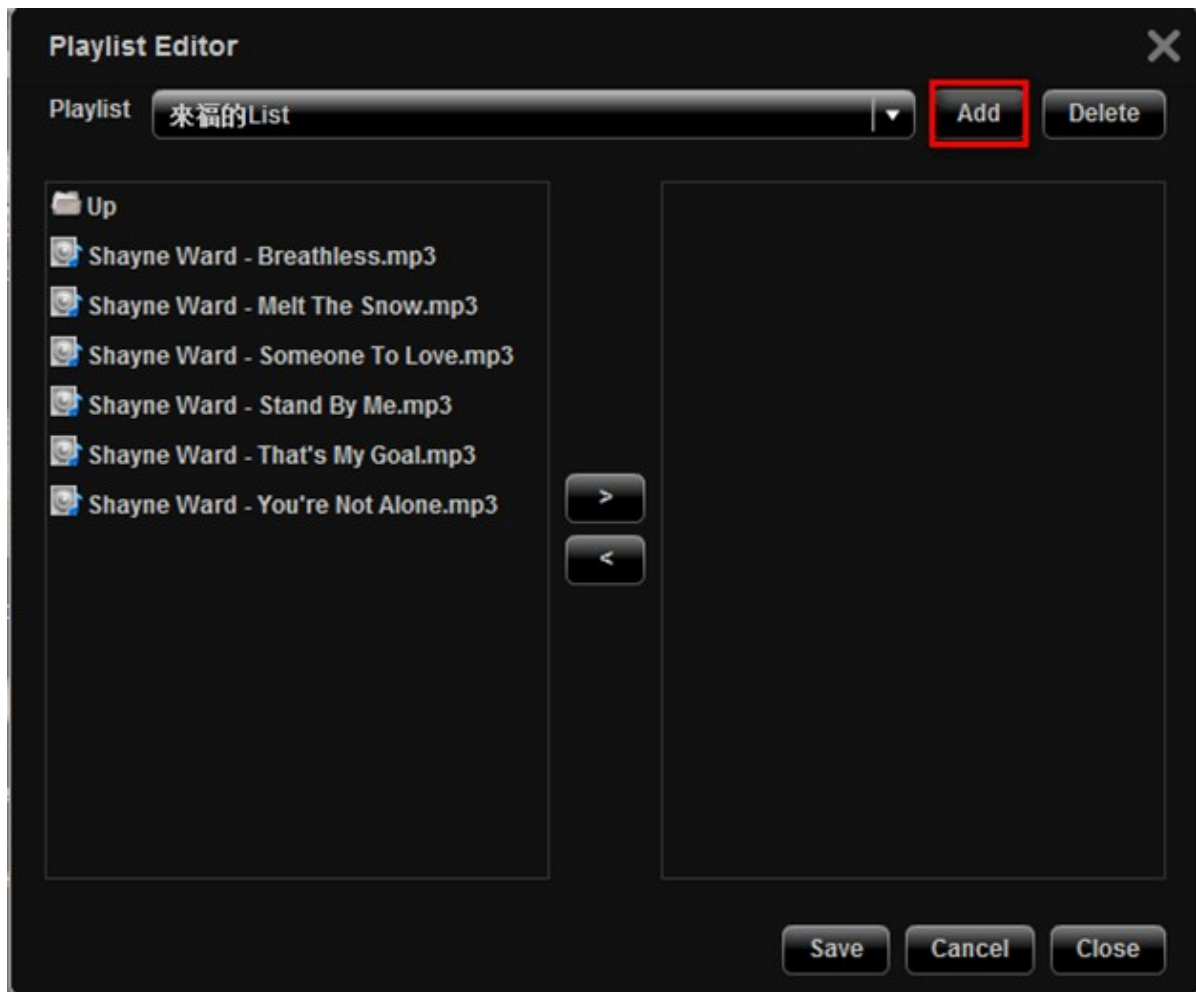 Playlist Editor
Playlist 來福的List Add Delete
Up
Shayne Ward - Breathless.mp3
Shayne Ward - Melt The Snow.mp3
Shayne Ward - Someone To Love.mp3
Shayne Ward - Stand By Me.mp3
Shayne Ward - That's My Goal.mp3
Shayne Ward - You're Not Alone.mp3
>
<
Save Cancel Close